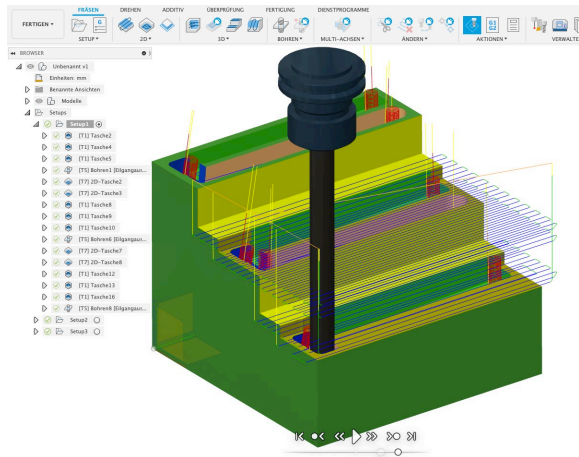 FRÄSEN DREHEN ADDITIV ÜBERPRÜFUNG FERTIGUNG DIENSTPROGRAMME
FERTIGEN
G
G1
G2
SETUP 2D 3D BOHREN MULTI-ACHSEN ÄNDERN AKTIONEN VERWALTE
BROWSER
Unbenannt v1
Einheiten: mm
Benannte Ansichten
Modelle
Setups
Setup1
[T1] Tasche2
[T1] Tasche4
[T1] Tasche5
[T5] Bohren1 [Eilgangaus...
[T7] 2D-Tasche2
[T7] 2D-Tasche3
[T1] Tasche8
[T1] Tasche9
[T1] Tasche10
[T5] Bohren6 [Eilgangaus...
[T7] 2D-Tasche7
[T7] 2D-Tasche8
[T1] Tasche12
[T1] Tasche13
[T1] Tasche16
[T5] Bohren8 [Eilgangaus...
Setup2
Setup3